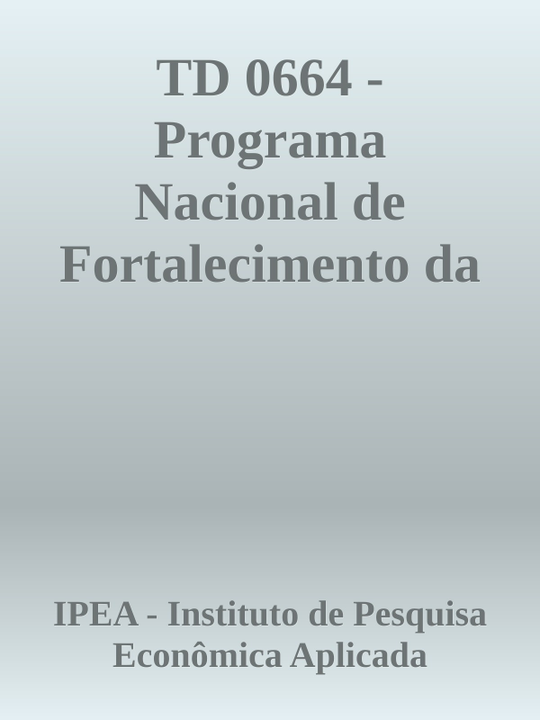 TD 0664 -
Programa
Nacional de
Fortalecimento da
IPEA - Instituto de Pesquisa
Econômica Aplicada